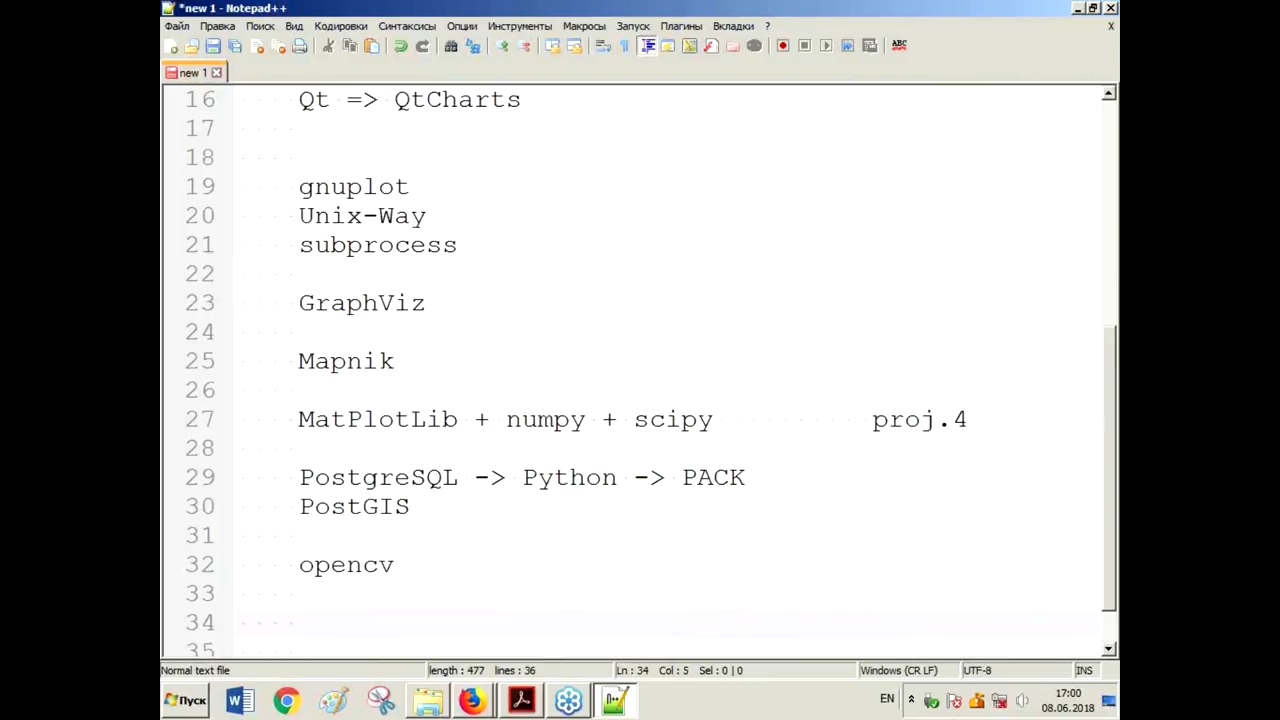 *new 1 - Notepad++
Файл Правка Поиск Вид Кодировки Синтаксисы Опции Инструменты Макросы Запуск Плагины Вкладки ? X
ABC
new 1
16 Qt => QtCharts
17
18
19 gnuplot
20 Unix-Way
21 subprocess
22
23 GraphViz
24
25 Mapnik
26
27 MatPlotLib + numpy + scipy proj.4
28
29 PostgreSQL -> Python -> PACK
30 PostGIS
31
32 opencv
33
34
35
Normal text file length : 477 lines : 36 Ln : 34 Col : 5 Sel : 0 | 0 Windows (CR LF) UTF-8 INS
Пуск EN 17:00
08.06.2018